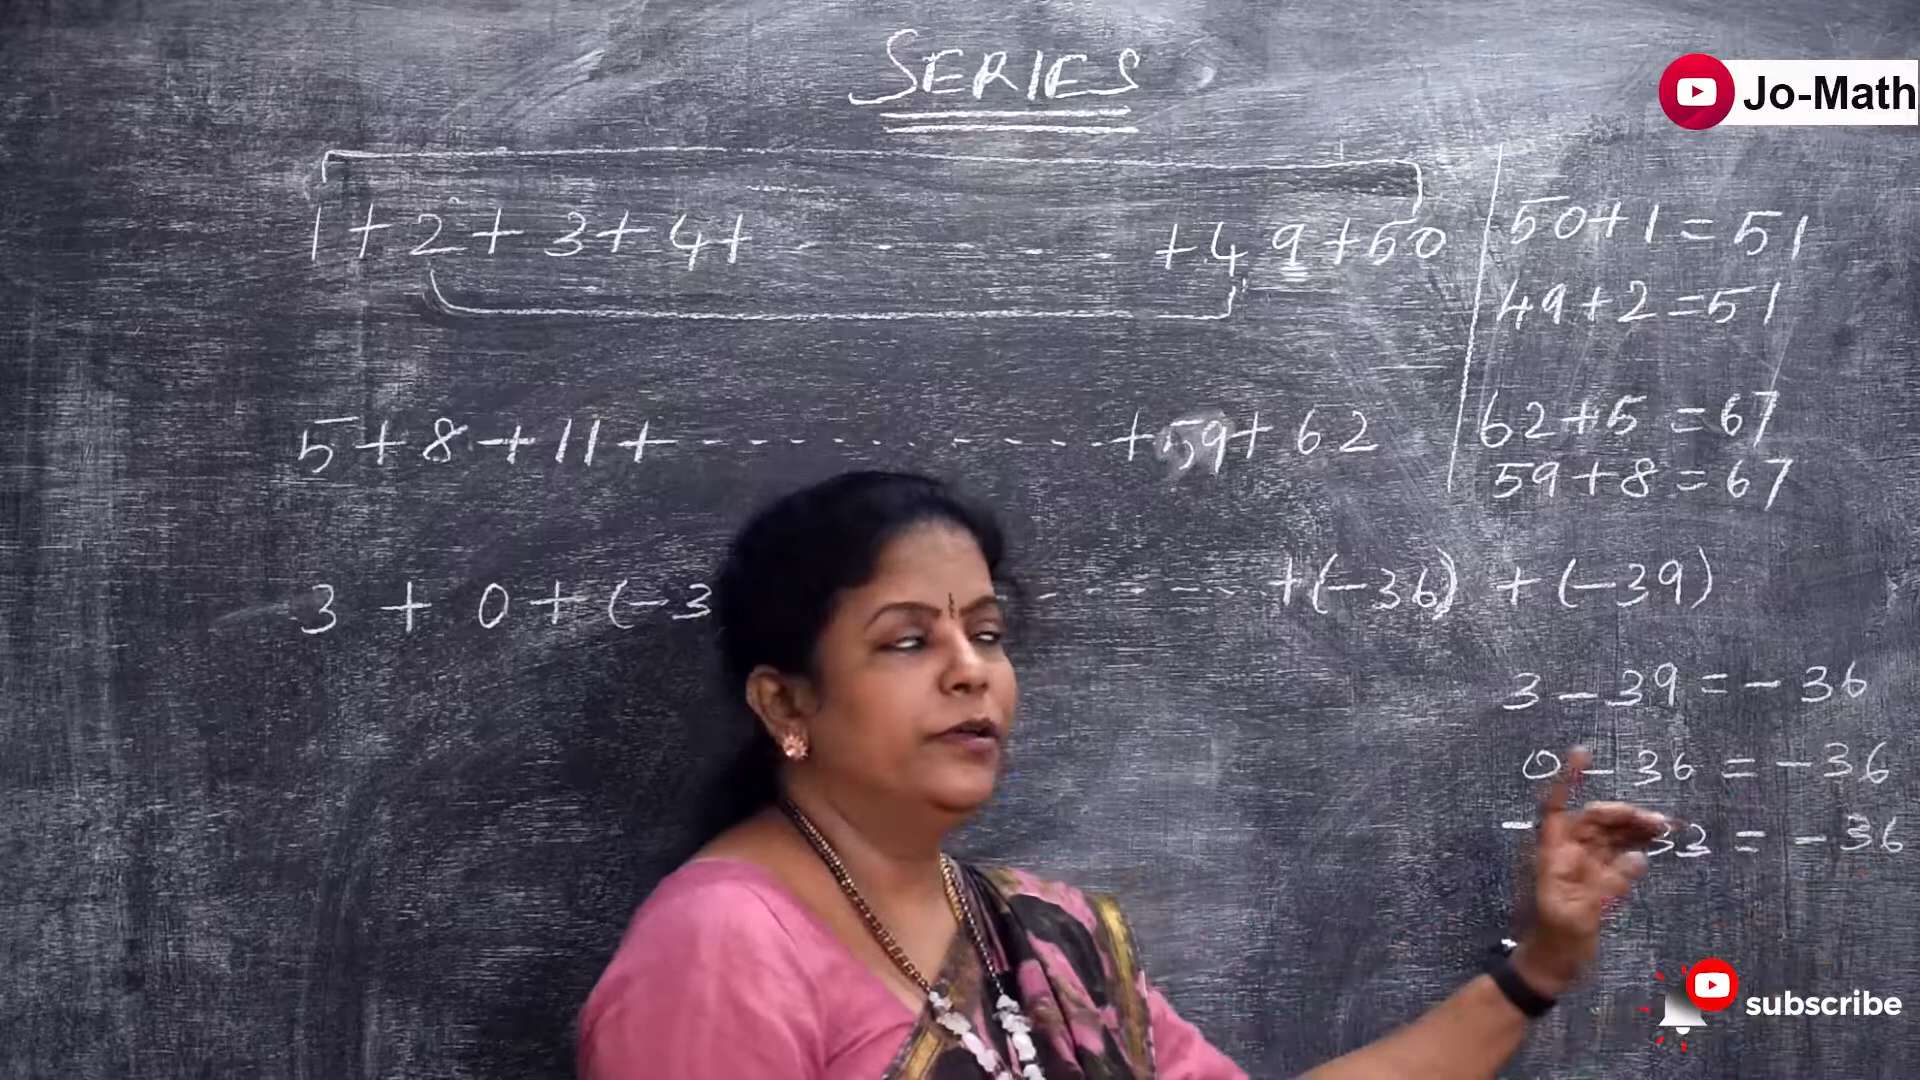 SERIES
Jo-Math
1 + 2 + 3 + 4 + - - - - - - + 49 + 50
50 + 1 = 51
49 + 2 = 51
5 + 8 + 11 + - - - - - - - - - - + 59 + 62
62 + 5 = 67
59 + 8 = 67
3 + 0 + (-3 - - - - - + (-36) + (-39)
3 - 39 = -36
0 - 36 = -36
- 33 = -36
subscribe